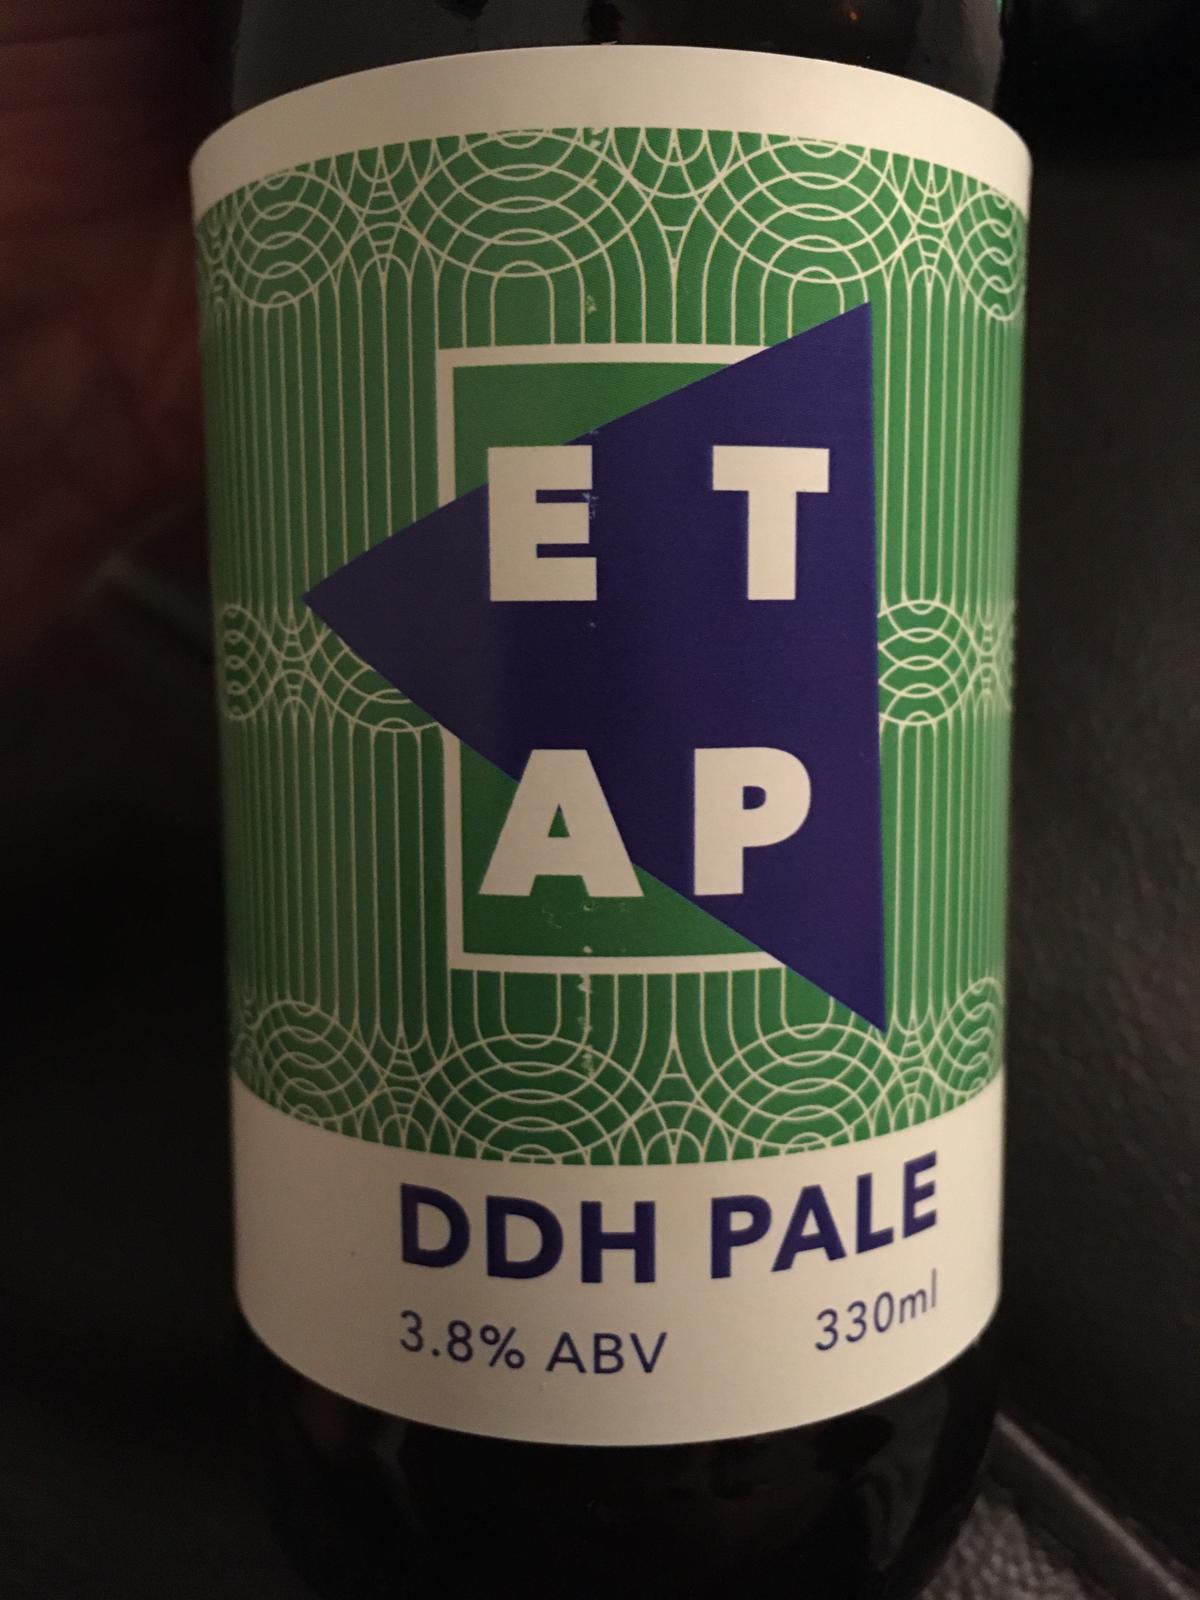 E T
A P
DDH PALE
3.8% ABV 330ml